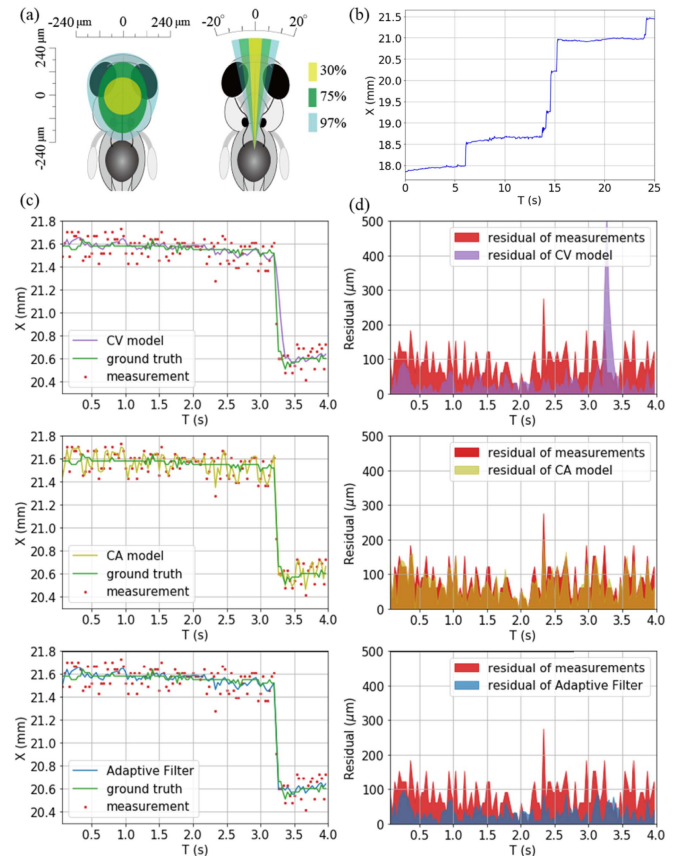 (a)
-240 μm 0 240 μm
-20° 0 20°
240 μm
0
-240 μm
30%
75%
97%
(b)
21.5
21.0
20.5
19.0
18.5
18.0
X (mm)
0 5 10 15 20 25
T (s)
(c)
21.8
21.6
21.4
20.8
20.6
20.4
X (mm)
CV model
ground truth
measurement
0.5 1.0 1.5 2.0 2.5 3.0 3.5 4.0
T (s)
(d)
500
400
300
200
100
0
Residual (μm)
residual of measurements
residual of CV model
0.0 0.5 1.0 1.5 2.0 2.5 3.0 3.5 4.0
T (s)
21.8
21.6
21.4
20.8
20.6
20.4
X (mm)
CA model
ground truth
measurement
0.5 1.0 1.5 2.0 2.5 3.0 3.5 4.0
T (s)
500
400
300
200
100
0
Residual (μm)
residual of measurements
residual of CA model
0.0 0.5 1.0 1.5 2.0 2.5 3.0 3.5 4.0
T (s)
21.8
21.6
21.4
20.8
20.6
20.4
X (mm)
Adaptive Filter
ground truth
measurement
0.5 1.0 1.5 2.0 2.5 3.0 3.5 4.0
T (s)
500
400
300
200
100
0
Residual (μm)
residual of measurements
residual of Adaptive Filter
0.0 0.5 1.0 1.5 2.0 2.5 3.0 3.5 4.0
T (s)